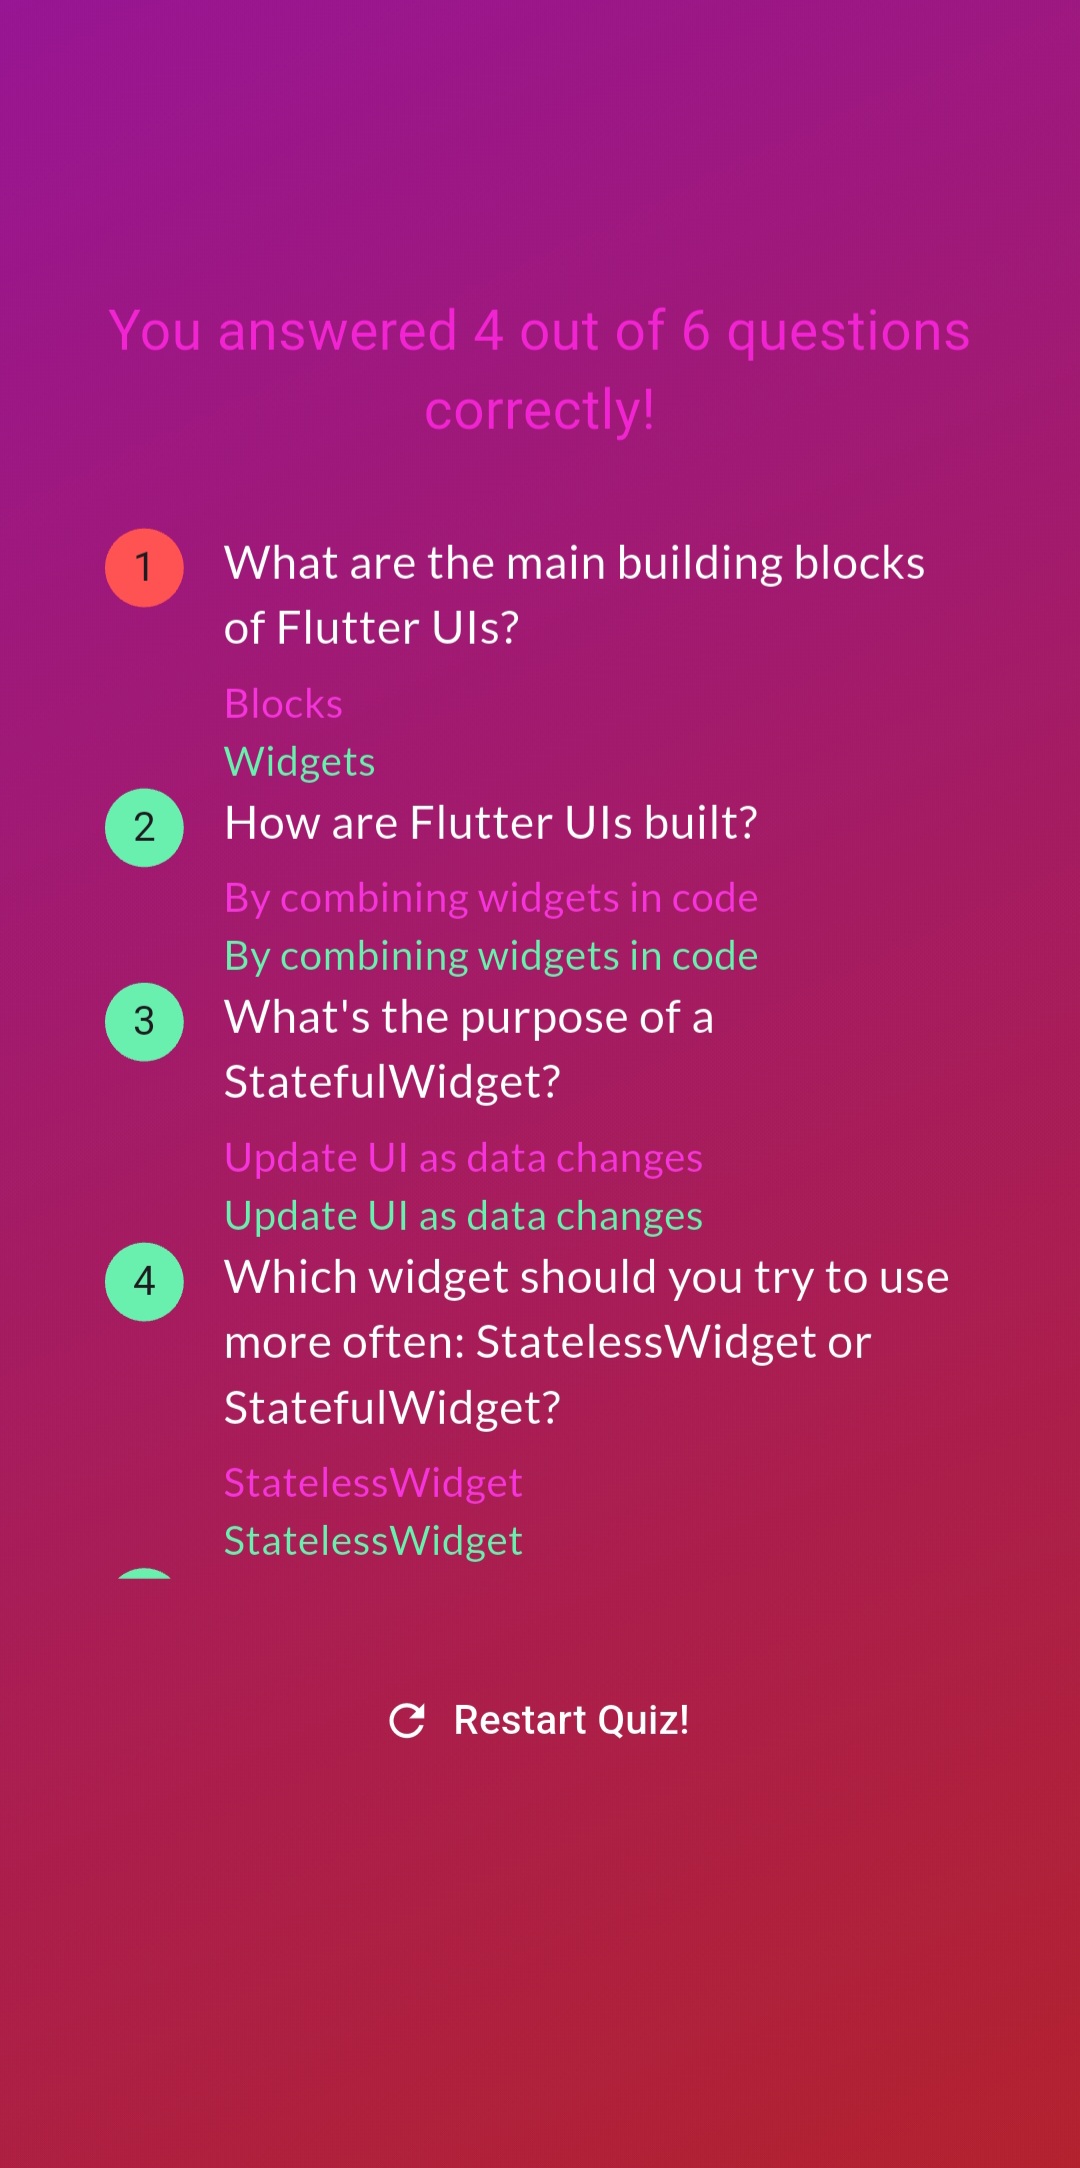 You answered 4 out of 6 questions
correctly!
1
What are the main building blocks
of Flutter UIs?
Blocks
Widgets
2
How are Flutter UIs built?
By combining widgets in code
By combining widgets in code
3
What's the purpose of a
StatefulWidget?
Update UI as data changes
Update UI as data changes
4
Which widget should you try to use
more often: StatelessWidget or
StatefulWidget?
StatelessWidget
StatelessWidget
Restart Quiz!